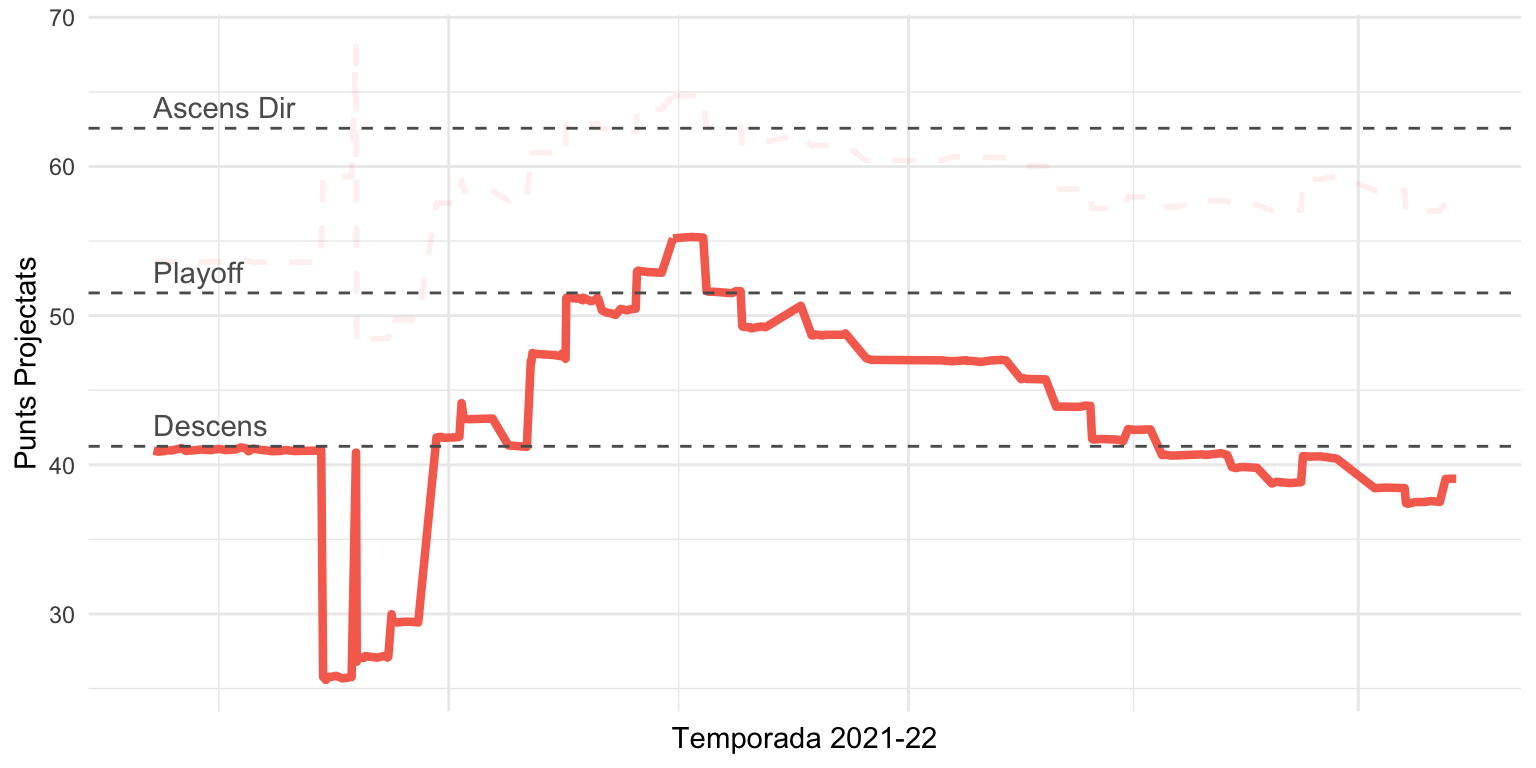 70
60
50
40
30
Punts Projectats
Ascens Dir
Playoff
Descens
Temporada 2021-22